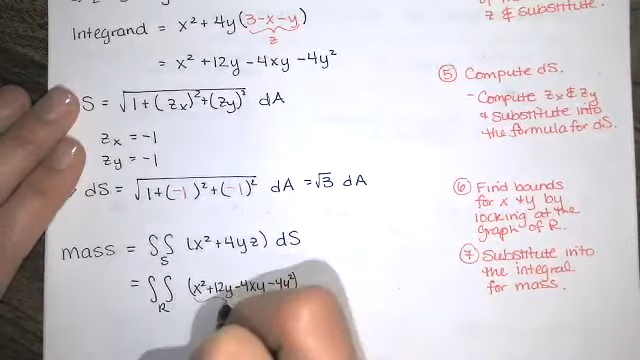 z & substitute.
Integrand = x² + 4y(3-x-y)
z
= x² + 12y - 4xy - 4y²
S = √(1 + (zx)² + (zy)²) dA
zx = -1
zy = -1
dS = √(1 + (-1)² + (-1)²) dA = √3 dA
mass = ∬S (x² + 4yz) dS
= ∬R (x² + 12y - 4xy - 4y²)
⑤ Compute dS.
- Compute zx & zy
& substitute into
the formula for dS.
⑥ Find bounds
for x & y by
looking at the
graph of R.
⑦ Substitute into
the integral for
mass.